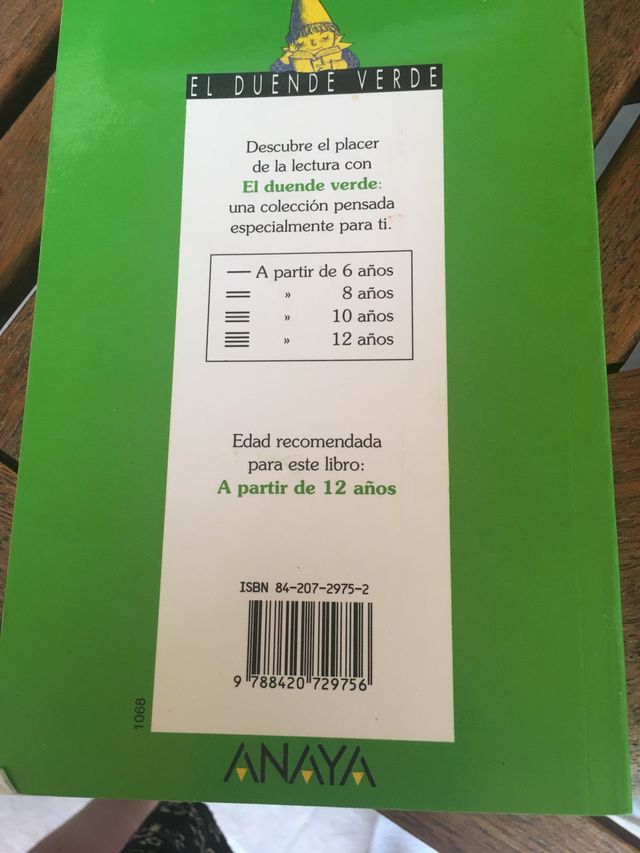 EL DUENDE VERDE
Descubre el placer
de la lectura con
El duende verde:
una colección pensada
especialmente para ti.
A partir de 6 años
» 8 años
» 10 años
» 12 años
Edad recomendada
para este libro:
A partir de 12 años
ISBN 84-207-2975-2
9 788420 729756
1068
ANAYA